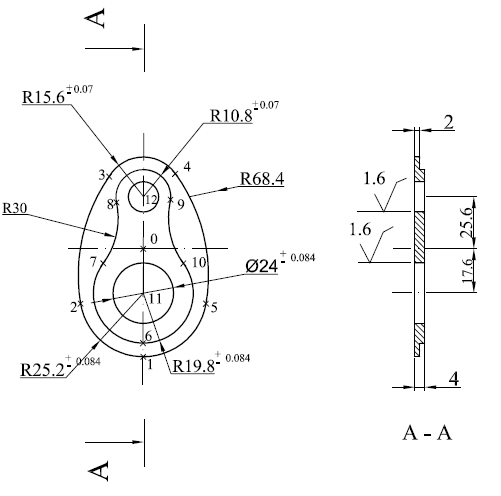 A
R15.6 ± 0.07
R10.8 ± 0.07
2
3
4
R68.4
1.6
12
8
9
R30
25.6
1.6
0
7
10
Ø24 ± 0.084
17.6
11
2
5
6
1
R25.2 ± 0.084
R19.8 ± 0.084
4
A
A - A